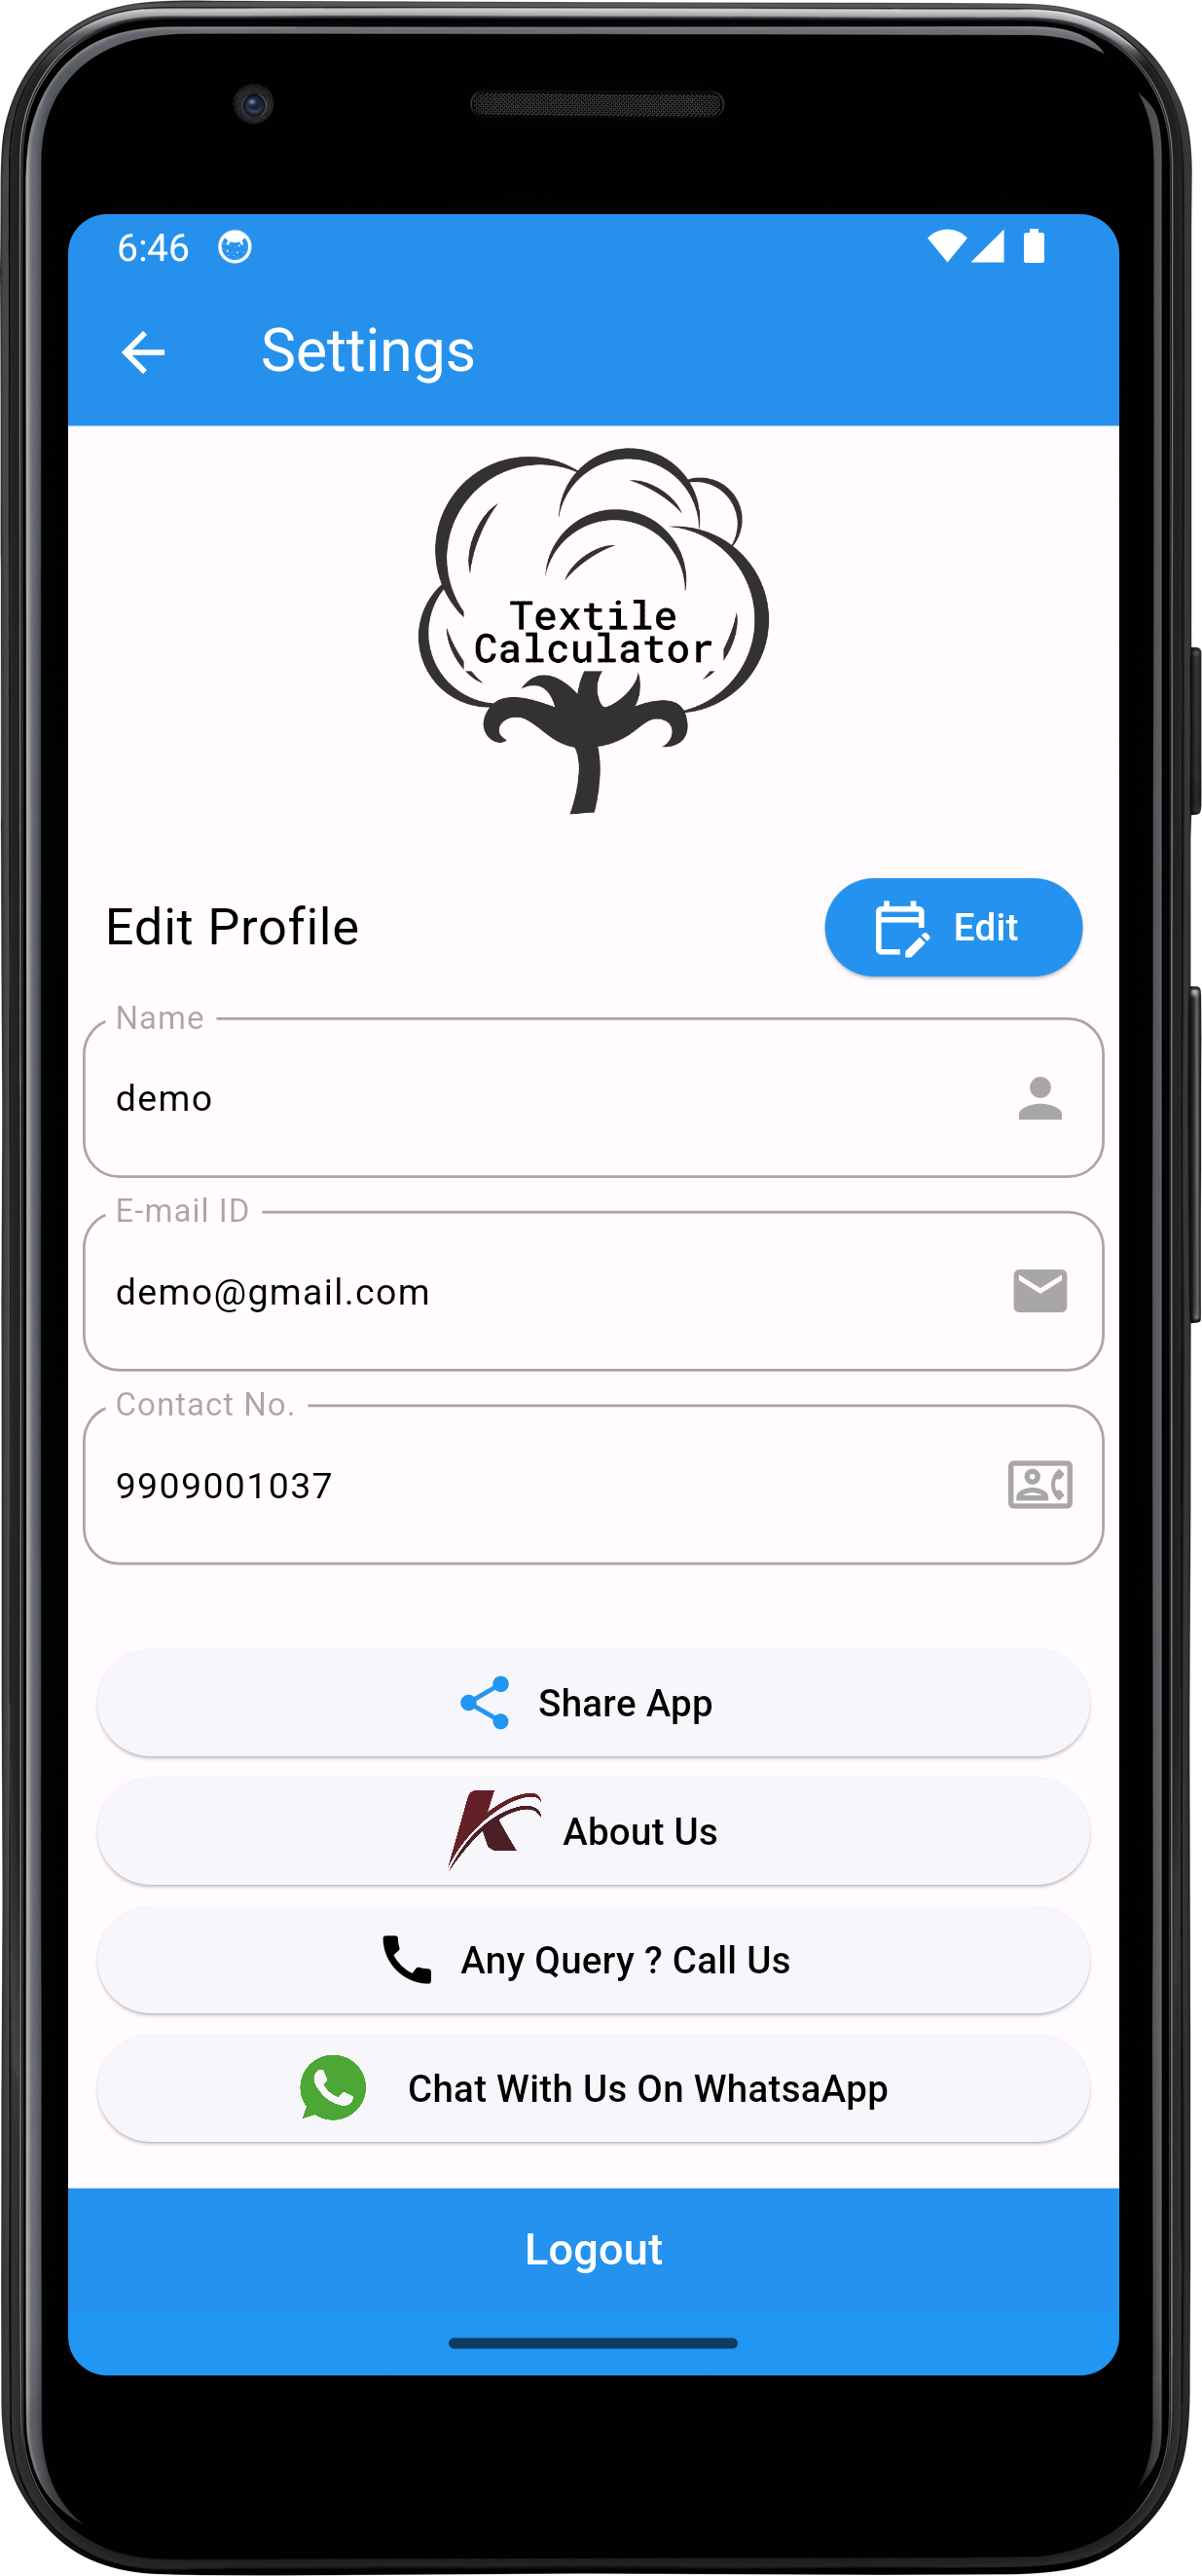 6:46
Settings
Textile
Calculator
Edit Profile
Edit
Name
demo
E-mail ID
demo@gmail.com
Contact No.
9909001037
Share App
About Us
Any Query ? Call Us
Chat With Us On WhatsaApp
Logout